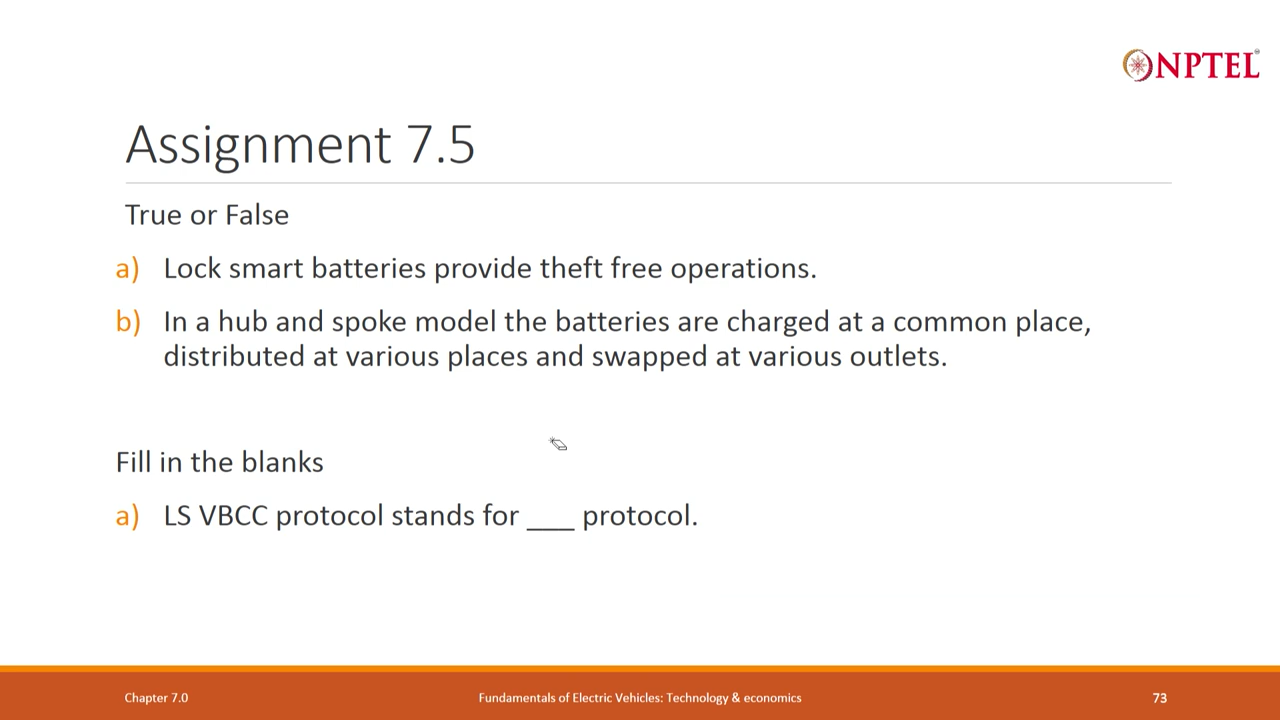 NPTEL
Assignment 7.5
True or False
a) Lock smart batteries provide theft free operations.
b) In a hub and spoke model the batteries are charged at a common place,
distributed at various places and swapped at various outlets.
Fill in the blanks
a) LS VBCC protocol stands for ___ protocol.
Chapter 7.0
Fundamentals of Electric Vehicles: Technology & economics
73